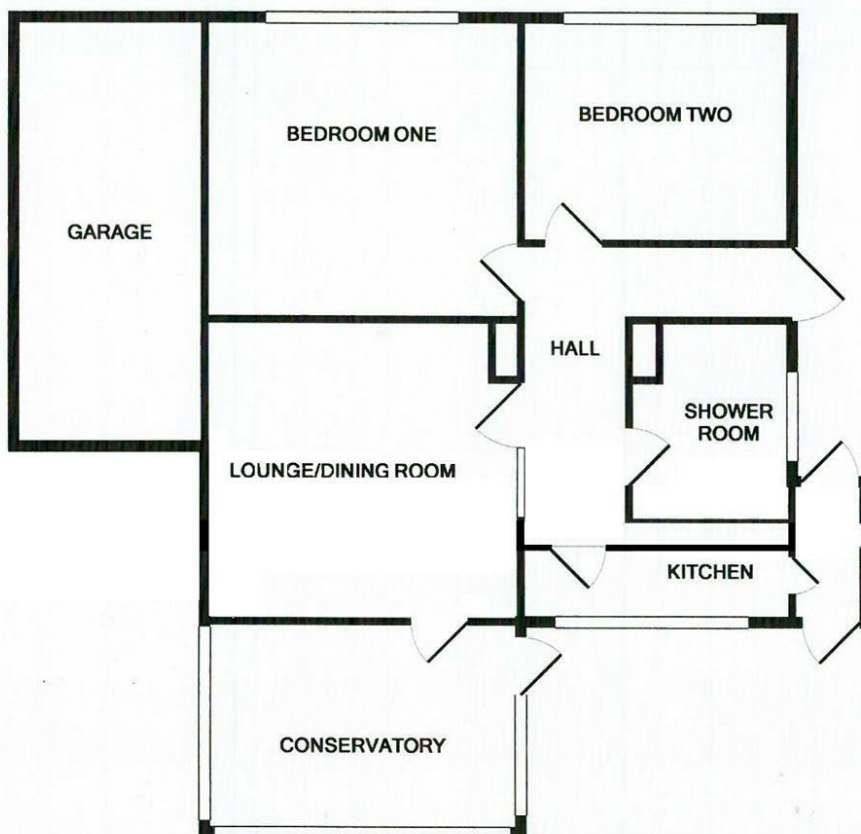 BEDROOM ONE
BEDROOM TWO
GARAGE
HALL
SHOWER
ROOM
LOUNGE/DINING ROOM
KITCHEN
CONSERVATORY